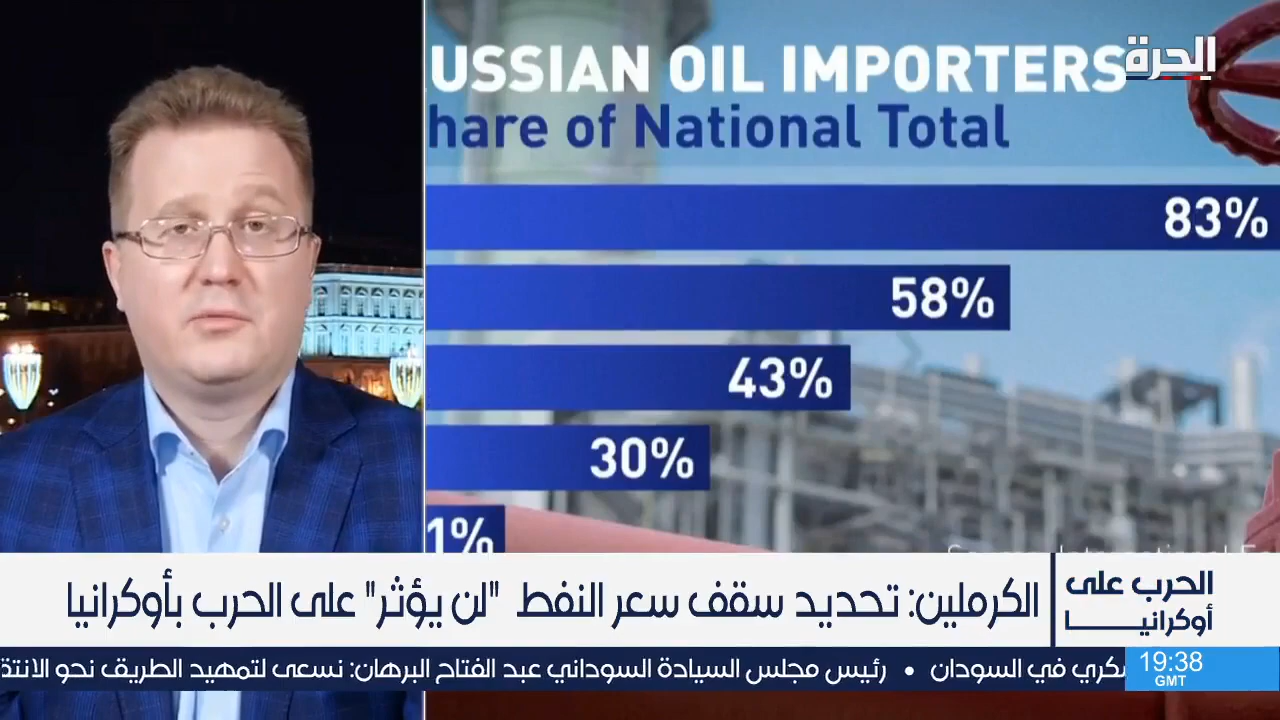 الحرة
USSIAN OIL IMPORTERS
hare of National Total
83%
58%
43%
30%
1%
الحرب على
أوكرانيـــا
الكرملين: تحديد سقف سعر النفط "لن يؤثر" على الحرب بأوكرانيا
كري في السودان • رئيس مجلس السيادة السوداني عبد الفتاح البرهان: نسعى لتمهيد الطريق نحو الانتقا
19:38
GMT